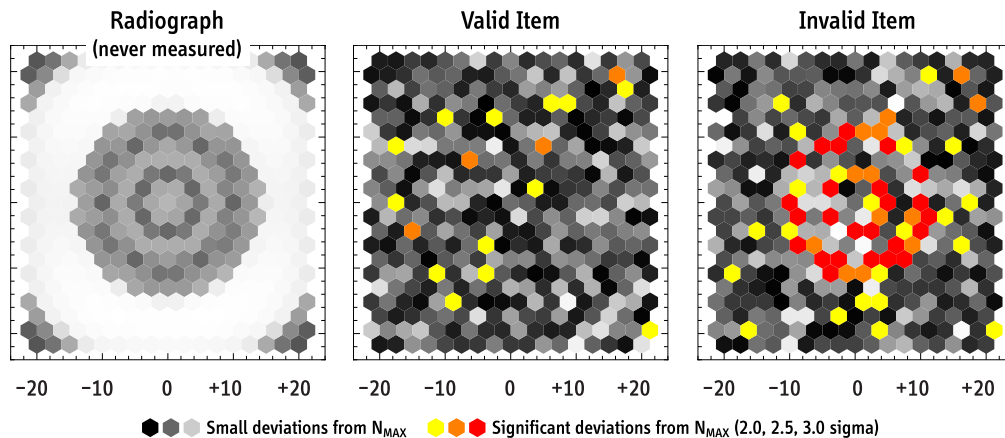 Radiograph
(never measured)
Valid Item
Invalid Item
−20 −10 0 +10 +20
−20 −10 0 +10 +20
−20 −10 0 +10 +20
Small deviations from NMAX
Significant deviations from NMAX (2.0, 2.5, 3.0 sigma)